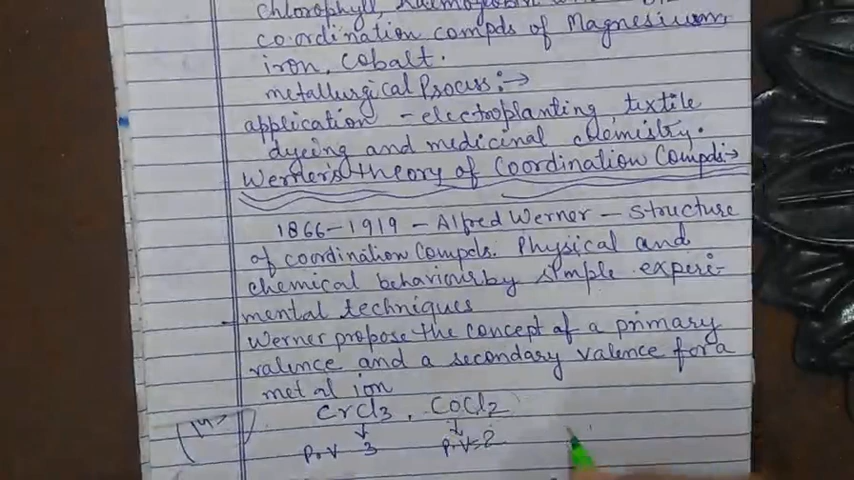 chlorophyll, haemoglobin
co.ordination compds of Magnesium,
iron, Cobalt.
metallurgical Process:→
application - electroplanting, textile
dyeing and medicinal chemistry.
Werner's theory of Coordination Compds:→
1866-1919 - Alfred Werner - Structure
of coordination Compds. Physical and
chemical behaviours by simple experi-
mental techniques
Werner propose the concept of a primary
valence and a secondary valence for a
metal ion
CrCl3, CoCl2
↓ ↓
P.V 3 P.V=2